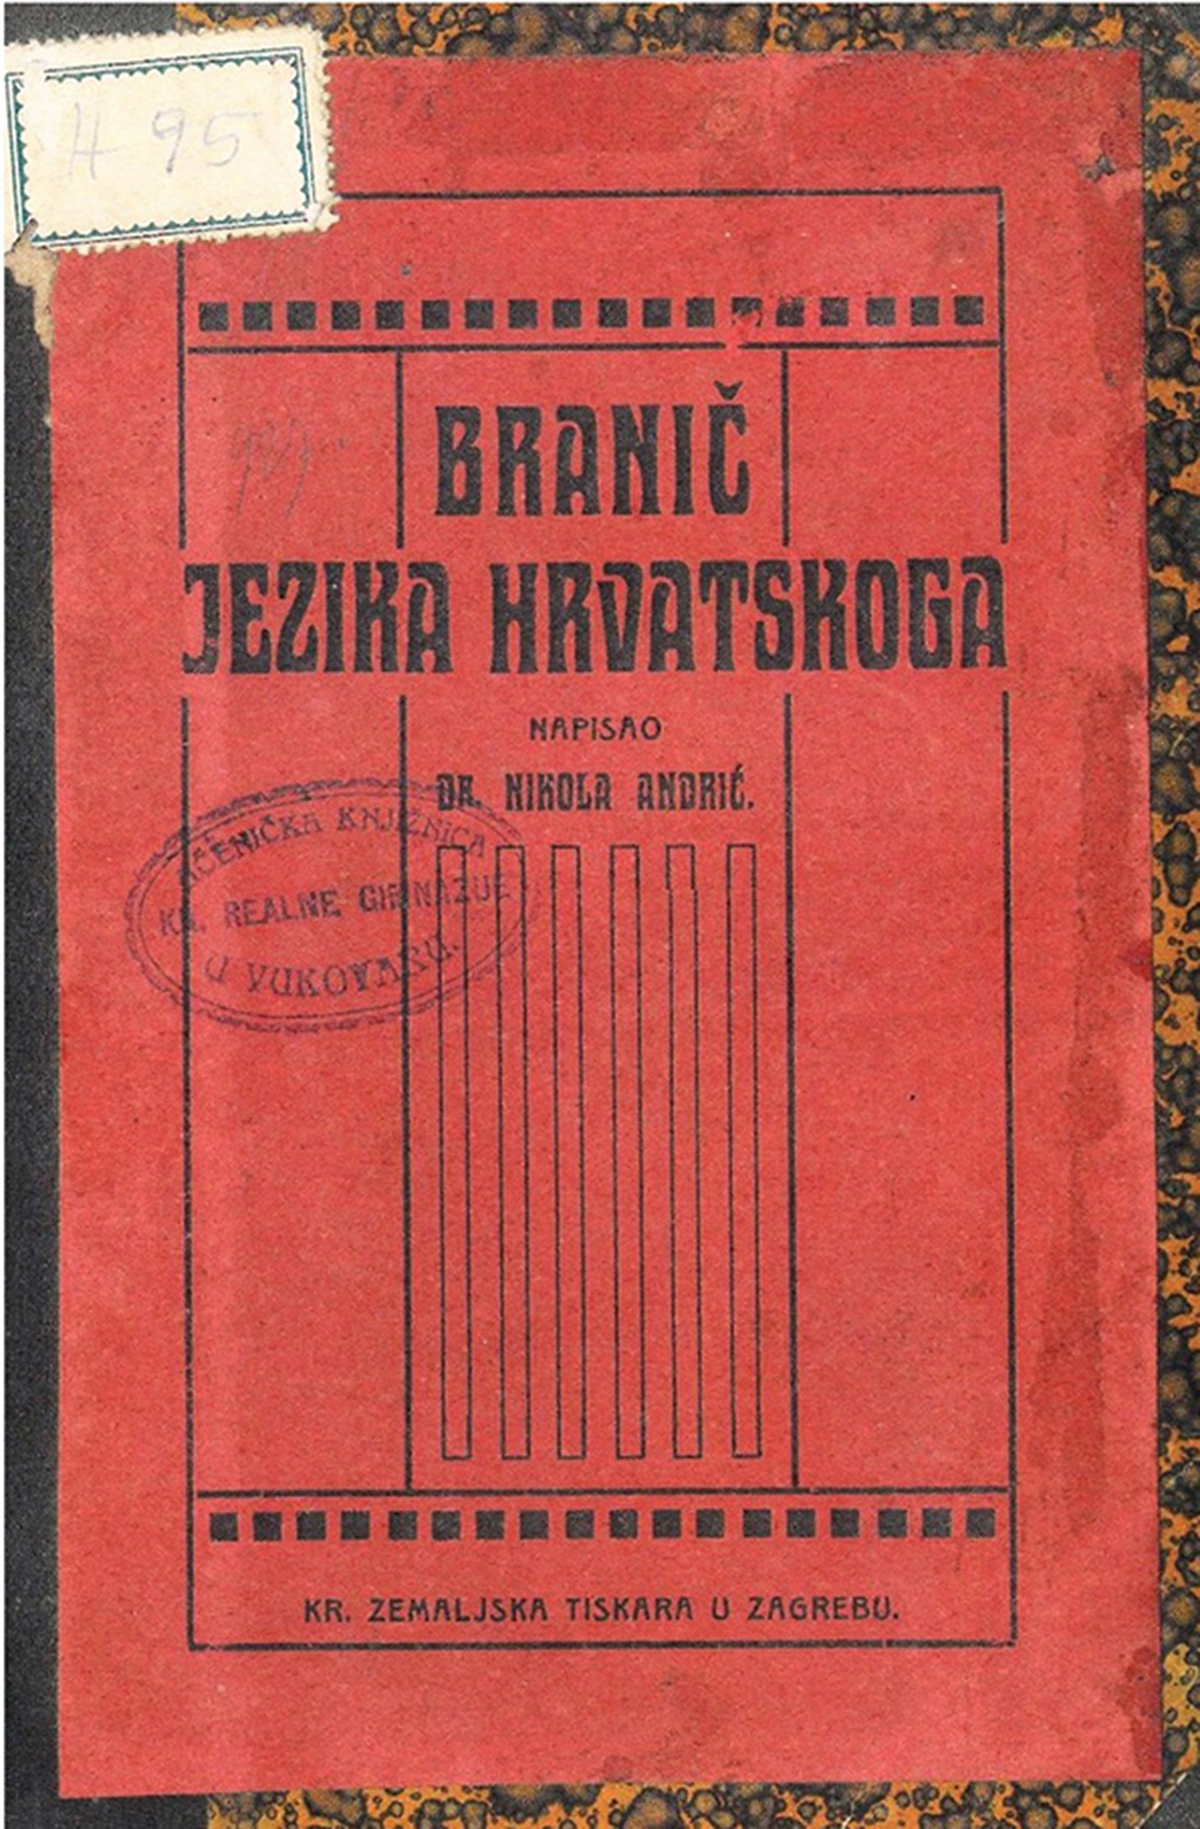 H 95
BRANIČ
JEZIKA HRVATSKOGA
NAPISAO
DR. NIKOLA ANDRIĆ.
UČENIČKA KNJIŽNICA
KR. REALNE GIMNAZIJE
U VUKOVARU.
KR. ZEMALJSKA TISKARA U ZAGREBU.